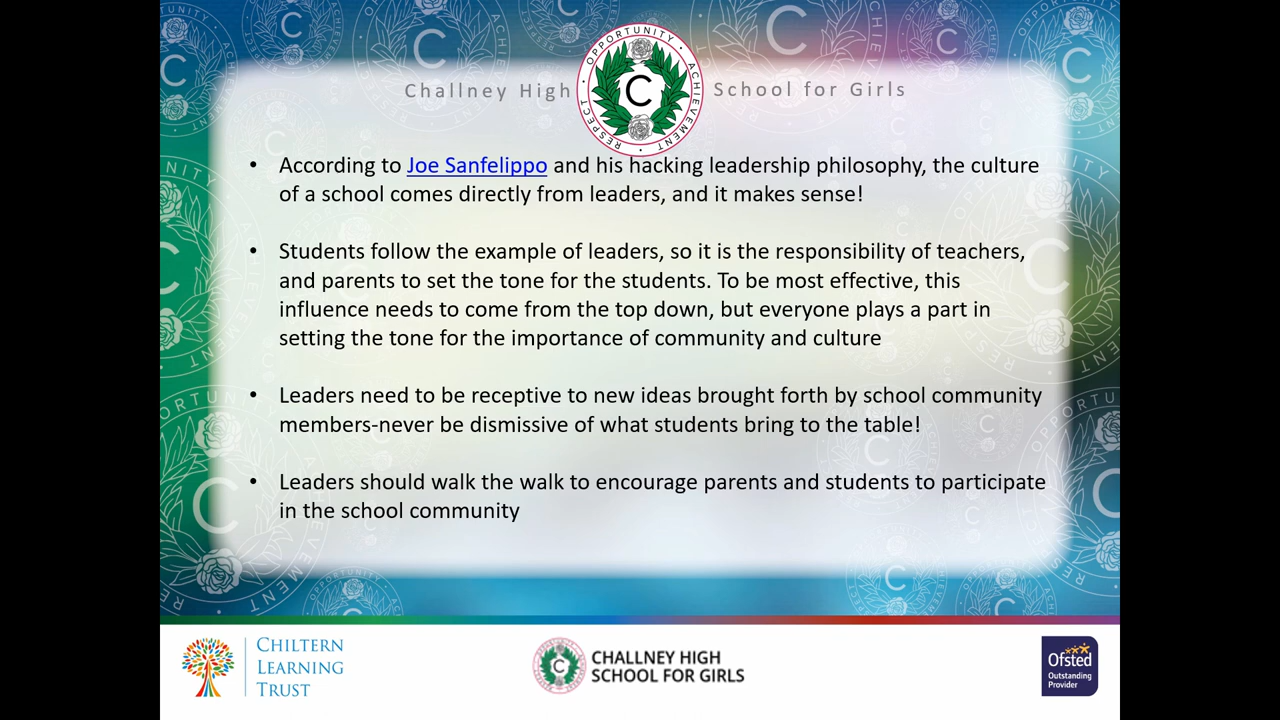 Challney High School for Girls
OPPORTUNITY · ACHIEVEMENT · RESPECT ·
C
• According to Joe Sanfelippo and his hacking leadership philosophy, the culture
of a school comes directly from leaders, and it makes sense!
• Students follow the example of leaders, so it is the responsibility of teachers,
and parents to set the tone for the students. To be most effective, this
influence needs to come from the top down, but everyone plays a part in
setting the tone for the importance of community and culture
• Leaders need to be receptive to new ideas brought forth by school community
members-never be dismissive of what students bring to the table!
• Leaders should walk the walk to encourage parents and students to participate
in the school community
CHILTERN
LEARNING
TRUST
C
CHALLNEY HIGH
SCHOOL FOR GIRLS
Ofsted
Outstanding
Provider